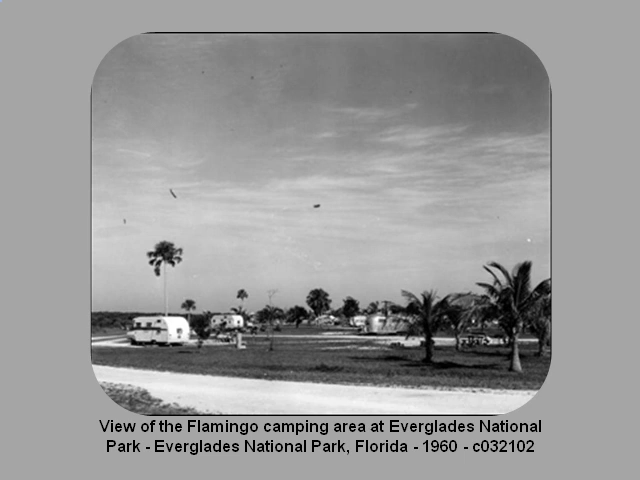 View of the Flamingo camping area at Everglades National
Park - Everglades National Park, Florida - 1960 - c032102